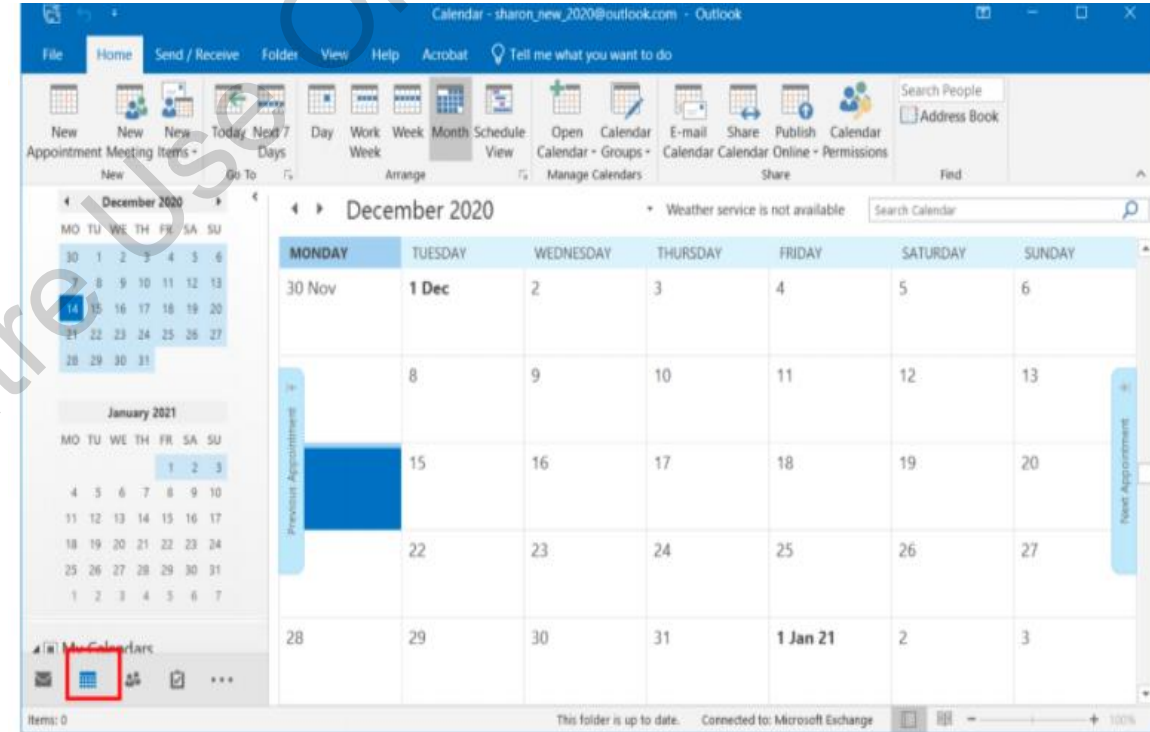 Calendar - sharon_new_2020@outlook.com - Outlook
File Home Send / Receive Folder View Help Acrobat Tell me what you want to do
New Appointment
New Meeting
New Items
New
Today
Next 7 Days
Go To
Day
Work Week
Week
Month
Schedule View
Arrange
Open Calendar
Calendar Groups
Manage Calendars
E-mail Calendar
Share Calendar
Publish Online
Calendar Permissions
Share
Search People
Address Book
Find
December 2020
MO TU WE TH FR SA SU
30 1 2 3 4 5 6
7 8 9 10 11 12 13
14 15 16 17 18 19 20
21 22 23 24 25 26 27
28 29 30 31
January 2021
MO TU WE TH FR SA SU
1 2 3
4 5 6 7 8 9 10
11 12 13 14 15 16 17
18 19 20 21 22 23 24
25 26 27 28 29 30 31
1 2 3 4 5 6 7
My Calendars
December 2020
Weather service is not available
Search Calendar
MONDAY TUESDAY WEDNESDAY THURSDAY FRIDAY SATURDAY SUNDAY
30 Nov 1 Dec 2 3 4 5 6
8 9 10 11 12 13
15 16 17 18 19 20
22 23 24 25 26 27
28 29 30 31 1 Jan 21 2 3
Previous Appointment
Next Appointment
Items: 0
This folder is up to date. Connected to: Microsoft Exchange
100%
tre Use O